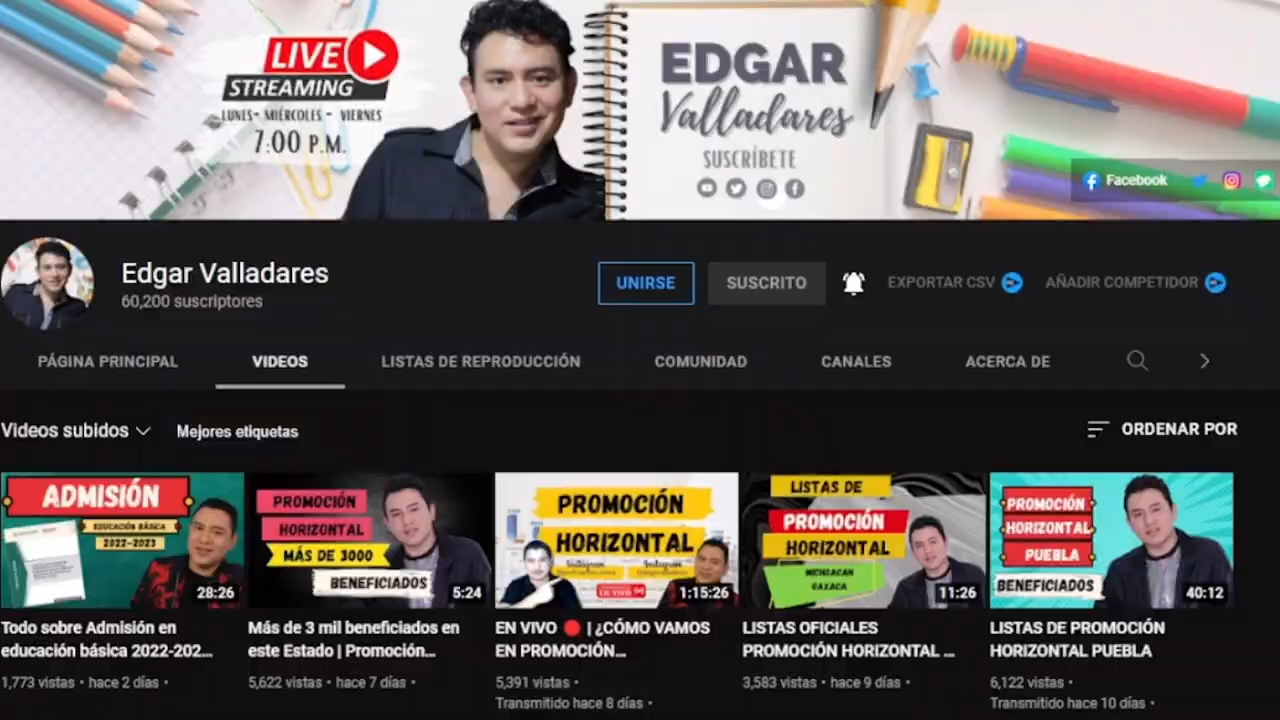 LIVE
STREAMING
LUNES- MIÉRCOLES - VIERNES
7:00 P.M.
EDGAR
Valladares
SUSCRÍBETE
Facebook
Edgar Valladares
60,200 suscriptores
UNIRSE
SUSCRITO
EXPORTAR CSV
AÑADIR COMPETIDOR
PÁGINA PRINCIPAL
VIDEOS
LISTAS DE REPRODUCCIÓN
COMUNIDAD
CANALES
ACERCA DE
Videos subidos
Mejores etiquetas
ORDENAR POR
ADMISIÓN
EDUCACIÓN BÁSICA
2022-2023
28:26
PROMOCIÓN
HORIZONTAL
MÁS DE 3000
BENEFICIADOS
5:24
PROMOCIÓN
HORIZONTAL
EN VIVO
1:15:26
LISTAS DE
PROMOCIÓN
HORIZONTAL
MICHOACAN
OAXACA
11:26
PROMOCIÓN
HORIZONTAL
PUEBLA
BENEFICIADOS
40:12
Todo sobre Admisión en
educación básica 2022-202...
1,773 vistas • hace 2 días •
Más de 3 mil beneficiados en
este Estado | Promoción...
5,622 vistas • hace 7 días •
EN VIVO 🔴 | ¿CÓMO VAMOS
EN PROMOCIÓN...
5,391 vistas •
Transmitido hace 8 días •
LISTAS OFICIALES
PROMOCIÓN HORIZONTAL ...
3,583 vistas • hace 9 días •
LISTAS DE PROMOCIÓN
HORIZONTAL PUEBLA
6,122 vistas •
Transmitido hace 10 días •